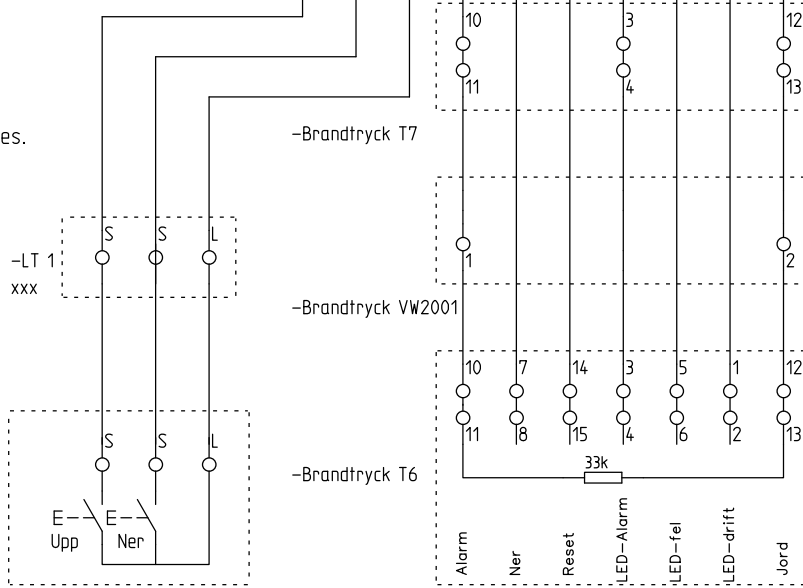 10 3 12
11 4 13
es.
-Brandtryck T7
S S L
-LT 1
xxx
1 2
-Brandtryck VW2001
10 7 14 3 5 1 12
11 8 15 4 6 2 13
S S L
-Brandtryck T6
33k
E E
Upp Ner
Alarm
Ner
Reset
LED-Alarm
LED-fel
LED-drift
Jord